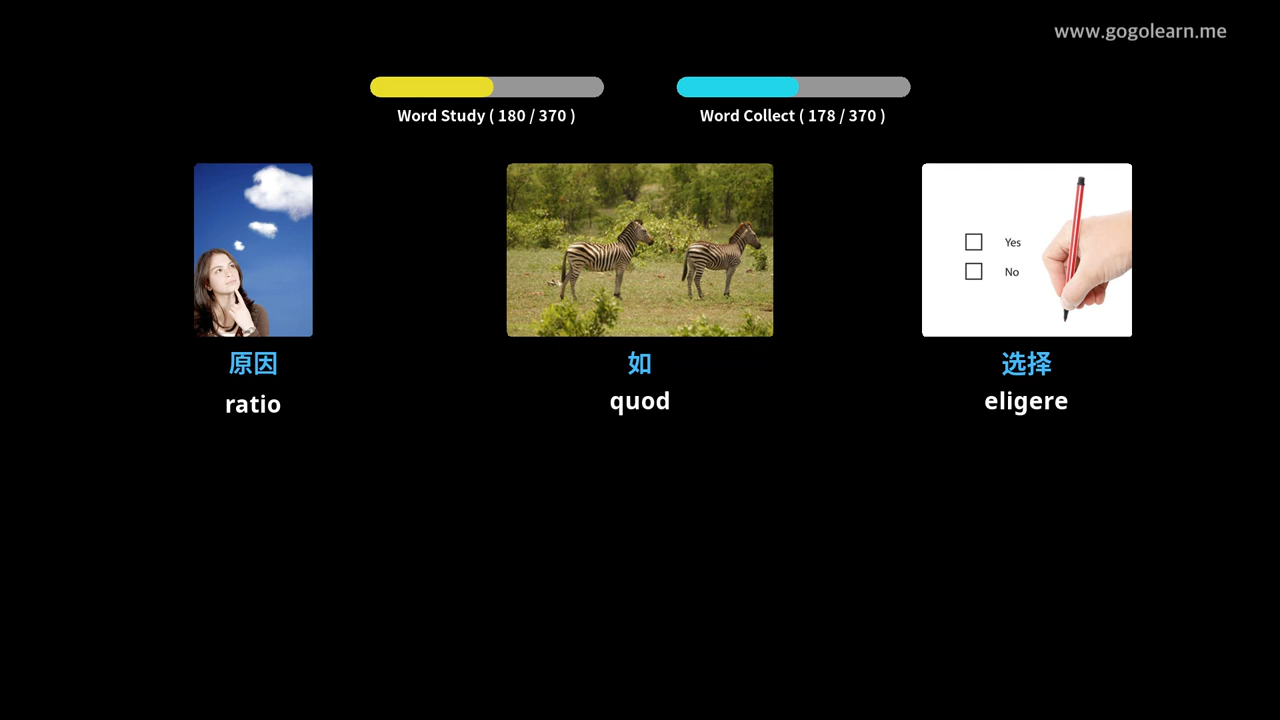 www.gogolearn.me
Word Study ( 180 / 370 )
Word Collect ( 178 / 370 )
Yes
No
原因
如
选择
ratio
quod
eligere